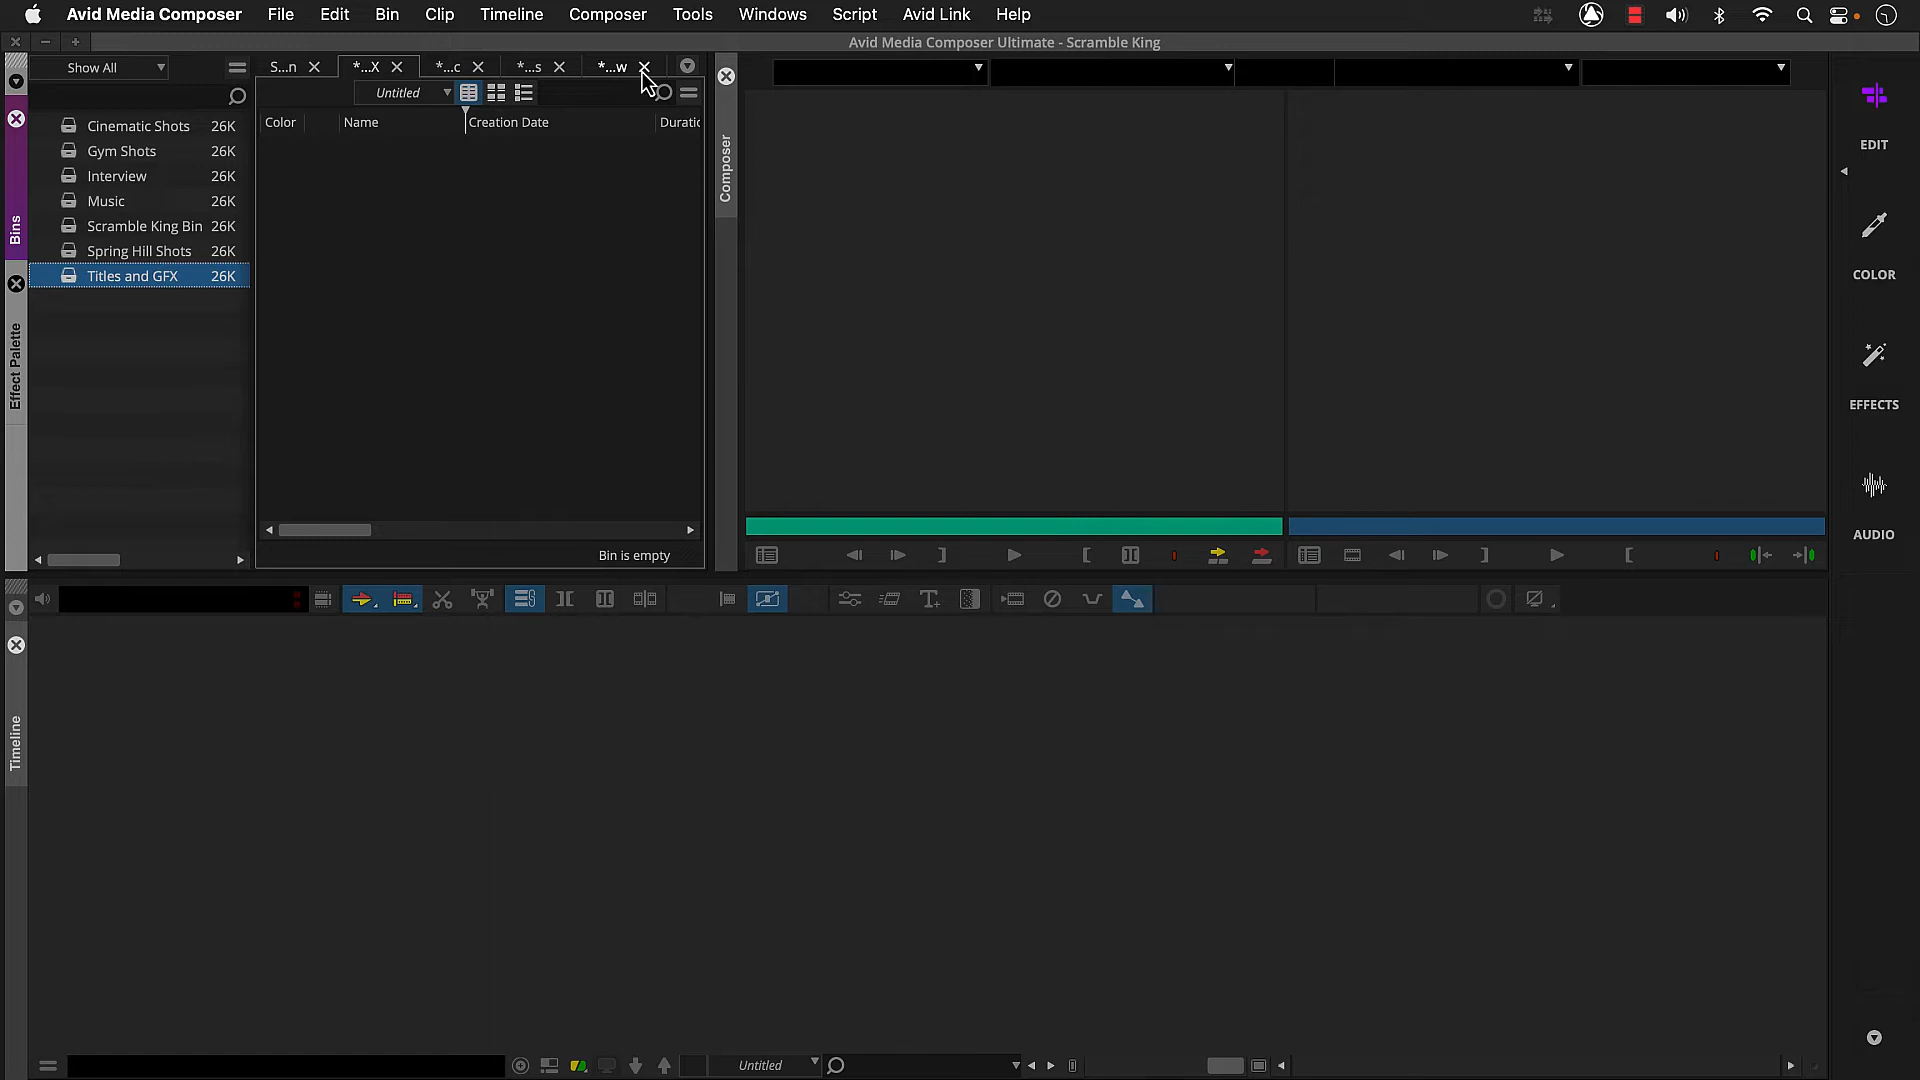 Avid Media Composer File Edit Bin Clip Timeline Composer Tools Windows Script Avid Link Help
Avid Media Composer Ultimate - Scramble King
Show All
S...n
*...X
*...c
*...s
*...w
Untitled
Color Name Creation Date Duratic
Cinematic Shots 26K
Gym Shots 26K
Interview 26K
Music 26K
Scramble King Bin 26K
Spring Hill Shots 26K
Titles and GFX 26K
Bins
Effect Palette
Composer
Bin is empty
EDIT
COLOR
EFFECTS
AUDIO
Timeline
Untitled